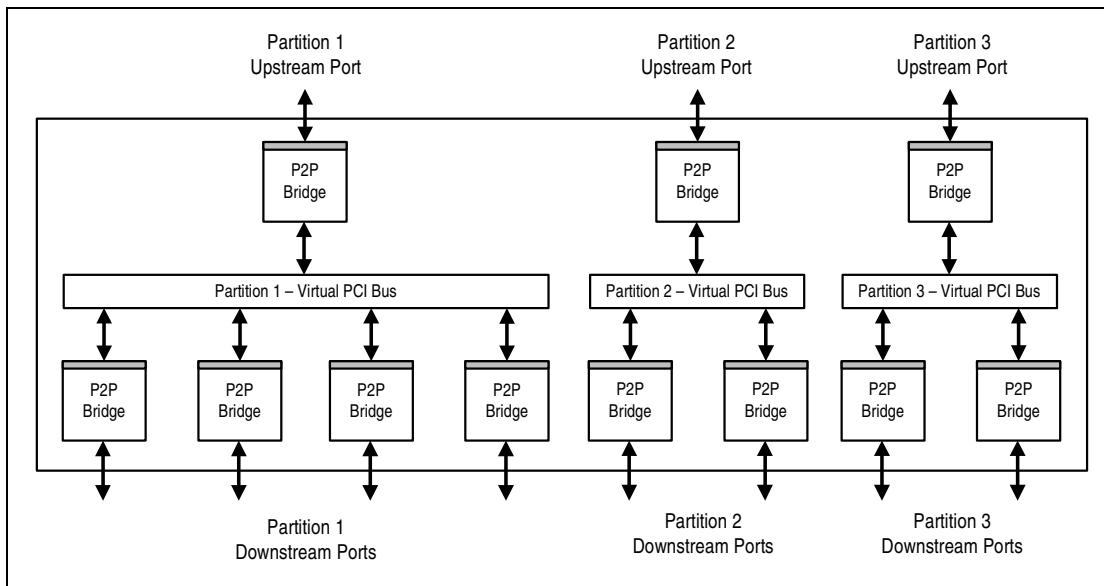 Partition 1
Upstream Port
Partition 2
Upstream Port
Partition 3
Upstream Port
P2P
Bridge
P2P
Bridge
P2P
Bridge
Partition 1 – Virtual PCI Bus
Partition 2 – Virtual PCI Bus
Partition 3 – Virtual PCI Bus
P2P
Bridge
P2P
Bridge
P2P
Bridge
P2P
Bridge
P2P
Bridge
P2P
Bridge
P2P
Bridge
P2P
Bridge
Partition 1
Downstream Ports
Partition 2
Downstream Ports
Partition 3
Downstream Ports